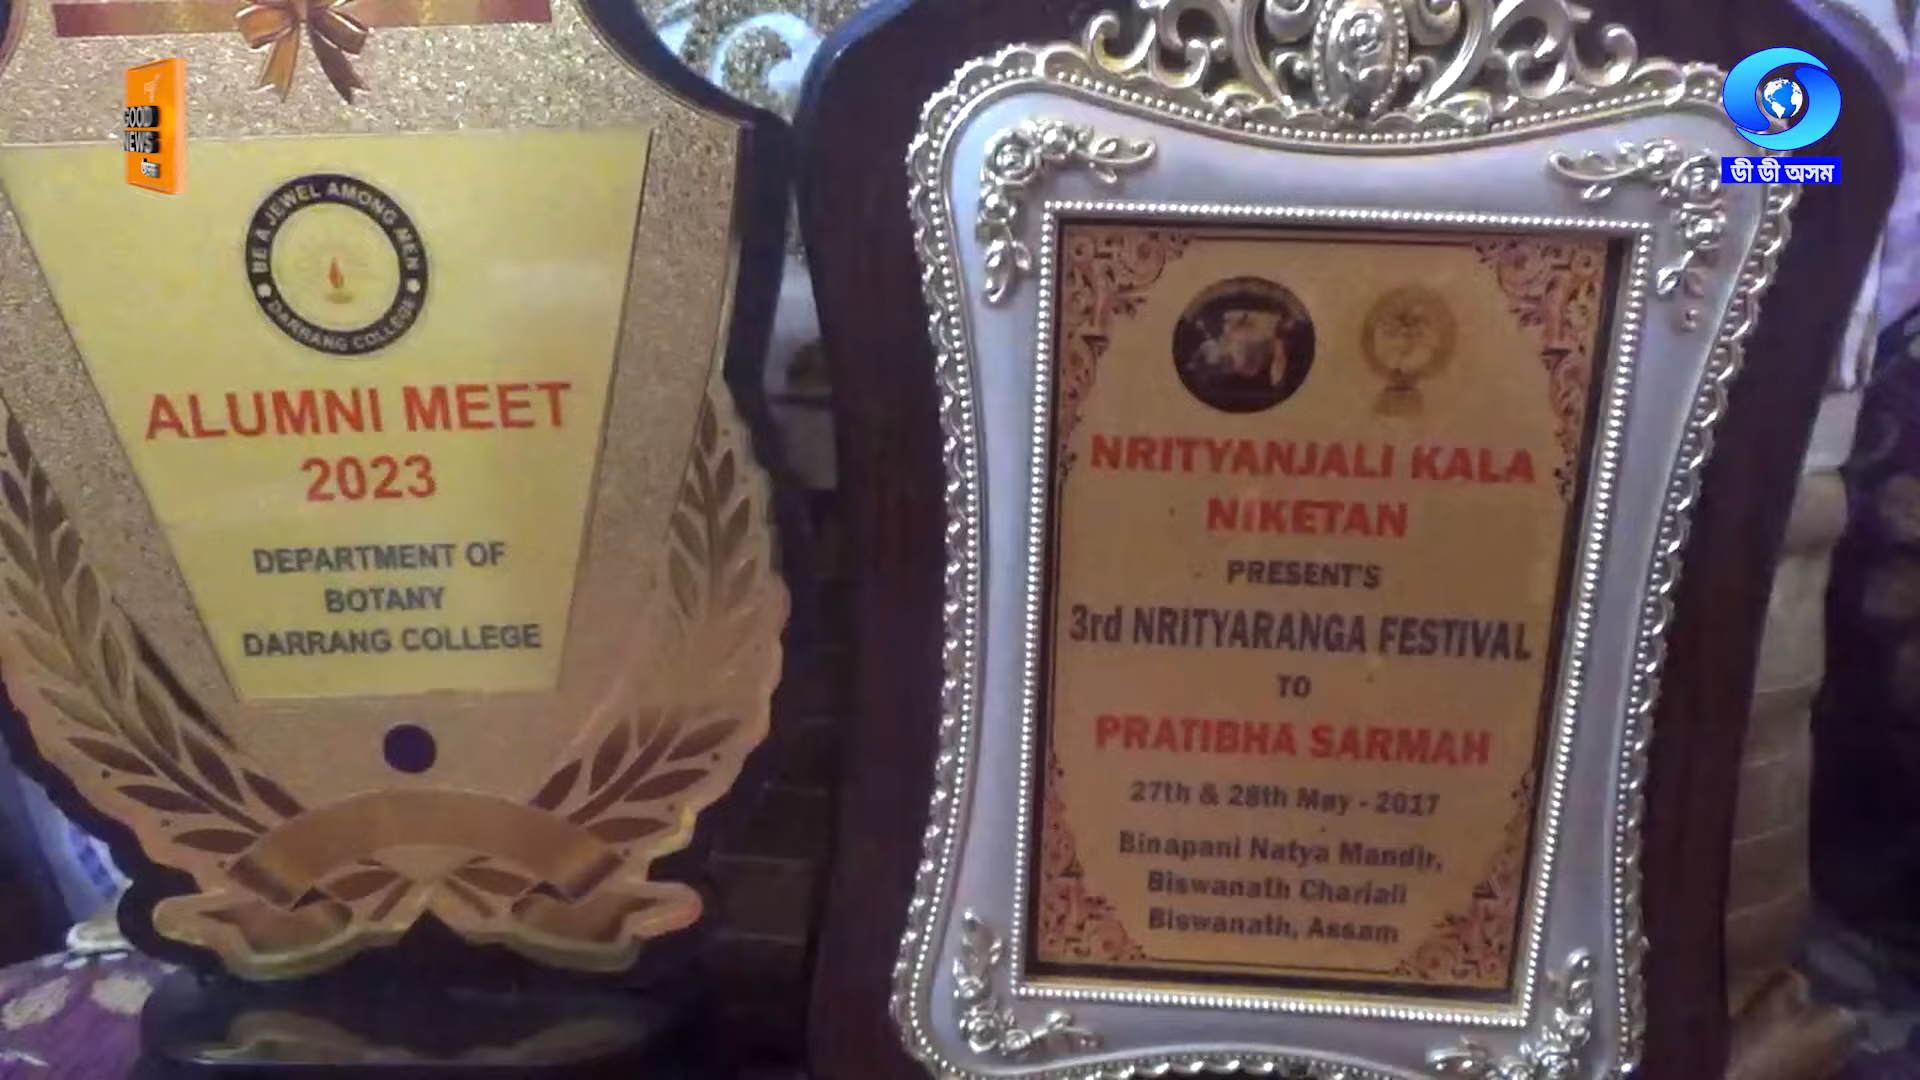 GOOD
NEWS
BE A JEWEL AMONG MEN
DARRANG COLLEGE
ALUMNI MEET
2023
DEPARTMENT OF
BOTANY
DARRANG COLLEGE
NRITYANJALI KALA
NIKETAN
PRESENT'S
3rd NRITYARANGA FESTIVAL
TO
PRATIBHA SARMAH
27th & 28th May - 2017
Binapani Natya Mandir,
Biswanath Chariali
Biswanath, Assam
ডী ডী অসম